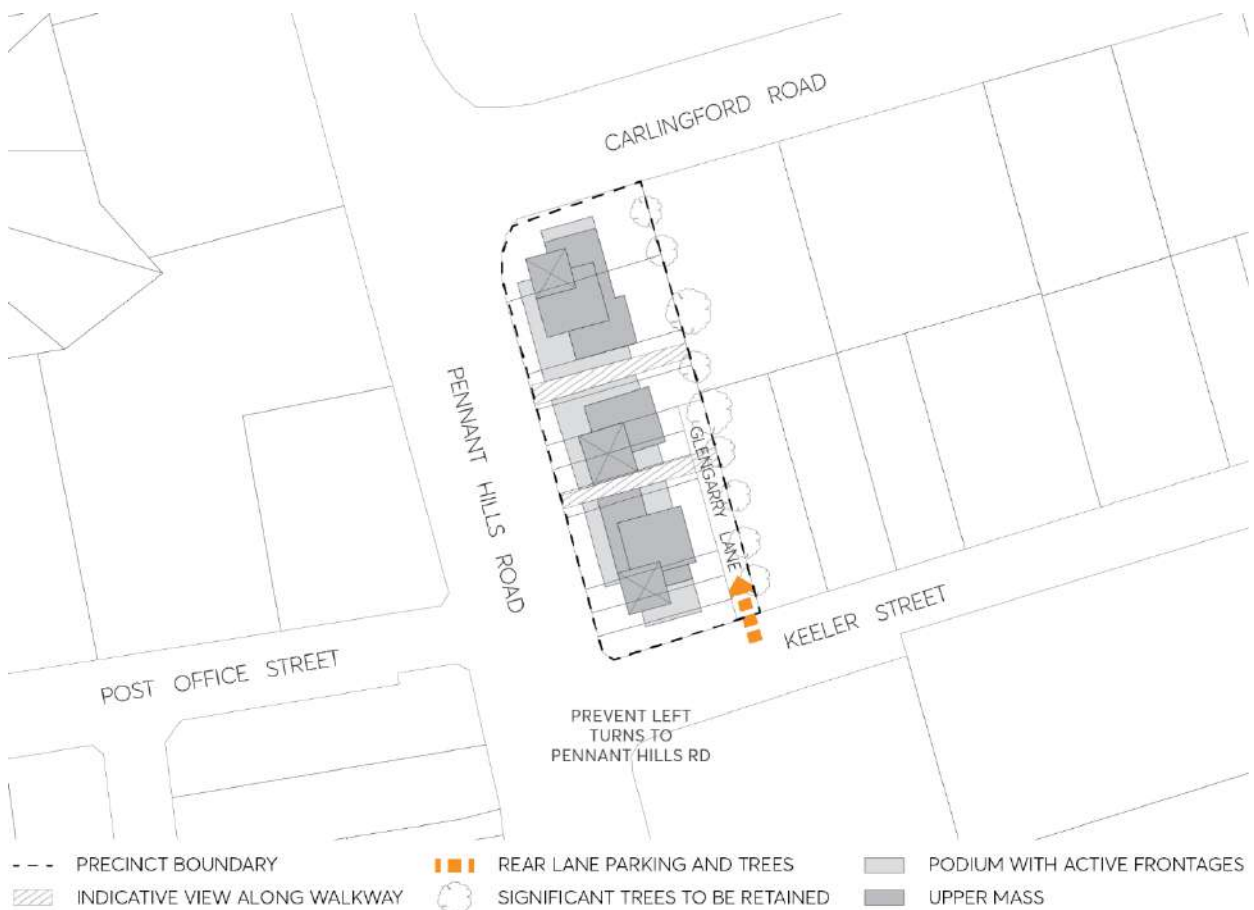 CARLINGFORD ROAD
PENNANT HILLS ROAD
GLENGARRY LANE
KEELER STREET
POST OFFICE STREET
PREVENT LEFT
TURNS TO
PENNANT HILLS RD
PRECINCT BOUNDARY
REAR LANE PARKING AND TREES
PODIUM WITH ACTIVE FRONTAGES
INDICATIVE VIEW ALONG WALKWAY
SIGNIFICANT TREES TO BE RETAINED
UPPER MASS